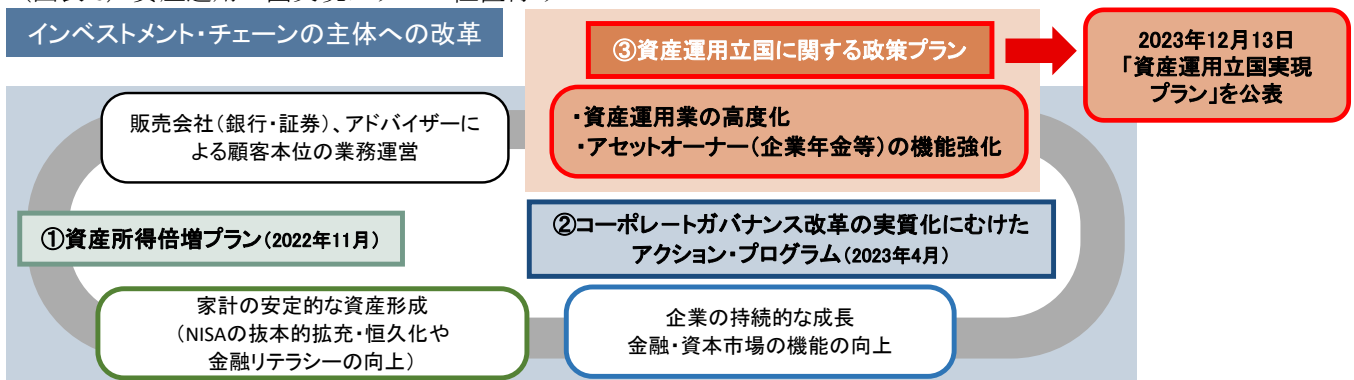 インベストメント・チェーンの主体への改革
③資産運用立国に関する政策プラン
2023年12月13日
「資産運用立国実現
プラン」を公表
販売会社(銀行・証券)、アドバイザーに
よる顧客本位の業務運営
・資産運用業の高度化
・アセットオーナー(企業年金等)の機能強化
①資産所得倍増プラン(2022年11月)
②コーポレートガバナンス改革の実質化にむけた
アクション・プログラム(2023年4月)
家計の安定的な資産形成
(NISAの抜本的拡充・恒久化や
金融リテラシーの向上)
企業の持続的な成長
金融・資本市場の機能の向上